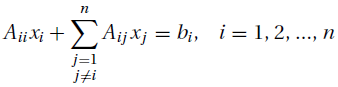 A_{ii}x_i + \sum_{\substack{j=1 \\ j \neq i}}^{n} A_{ij}x_j = b_i, \quad i = 1, 2, ..., n